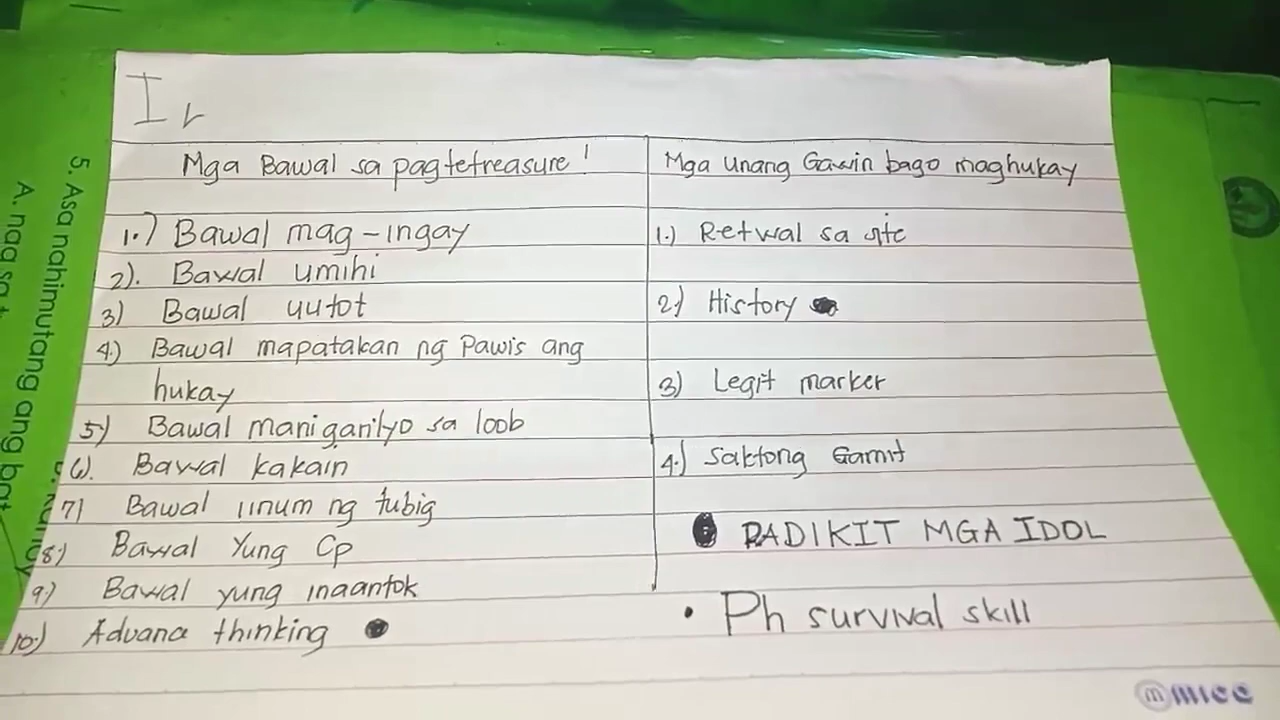 I
Mga Bawal sa pagtetreasure!
1.) Bawal mag-ingay
2). Bawal umihi
3) Bawal uutot
4.) Bawal mapatakan ng Pawis ang
hukay
5) Bawal manigarilyo sa loob
6). Bawal kakain
7) Bawal iinum ng tubig
8) Bawal Yung Cp
9) Bawal yung inaantok
10.) Advance thinking
Mga Unang Gawin bago maghukay
1.) Retwal sa site
2.) History
3) Legit marker
4.) Saktong Gamit
PADIKIT MGA IDOL
• Ph survival skill
5. Asa nahimutang ang
A. nag sa
mice